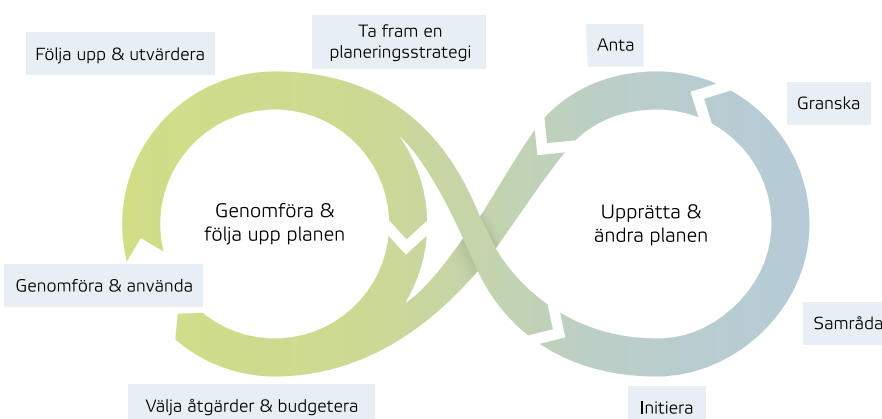 Ta fram en
planeringsstrategi
Anta
Följa upp & utvärdera
Granska
Genomföra &
följa upp planen
Upprätta &
ändra planen
Genomföra & använda
Samråda
Välja åtgärder & budgetera
Initiera